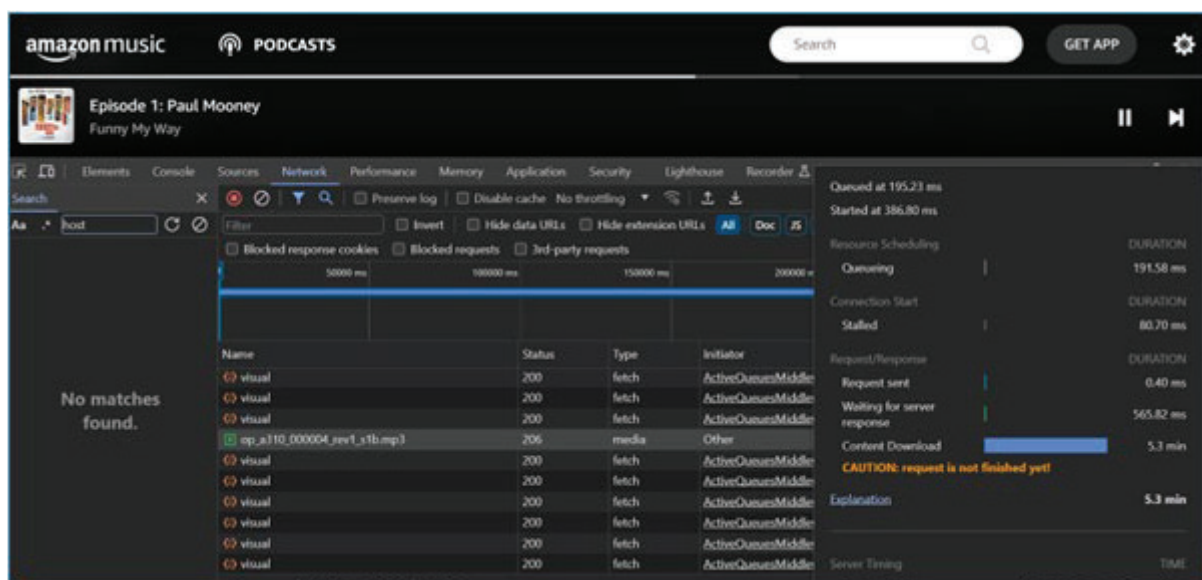 amazon music PODCASTS Search GET APP
Episode 1: Paul Mooney
Funny My Way
Elements Console Sources Network Performance Memory Application Security Lighthouse Recorder
Search
Preserve log Disable cache No throttling
Aa .* host
Filter Invert Hide data URLs Hide extension URLs All Doc JS
Blocked response cookies Blocked requests 3rd-party requests
50000 ms 100000 ms 150000 ms 200000
Name Status Type Initiator
visual 200 fetch ActiveQueuesMiddle
visual 200 fetch ActiveQueuesMiddle
visual 200 fetch ActiveQueuesMiddle
op_a310_000004_rev1_s1b.mp3 206 media Other
visual 200 fetch ActiveQueuesMiddle
visual 200 fetch ActiveQueuesMiddle
visual 200 fetch ActiveQueuesMiddle
visual 200 fetch ActiveQueuesMiddle
visual 200 fetch ActiveQueuesMiddle
visual 200 fetch ActiveQueuesMiddle
No matches
found.
Queued at 195.23 ms
Started at 386.80 ms
Resource Scheduling DURATION
Queueing 191.58 ms
Connection Start DURATION
Stalled 80.70 ms
Request/Response DURATION
Request sent 0.40 ms
Waiting for server
response 565.82 ms
Content Download 5.3 min
CAUTION: request is not finished yet!
Explanation 5.3 min
Server Timing TIME